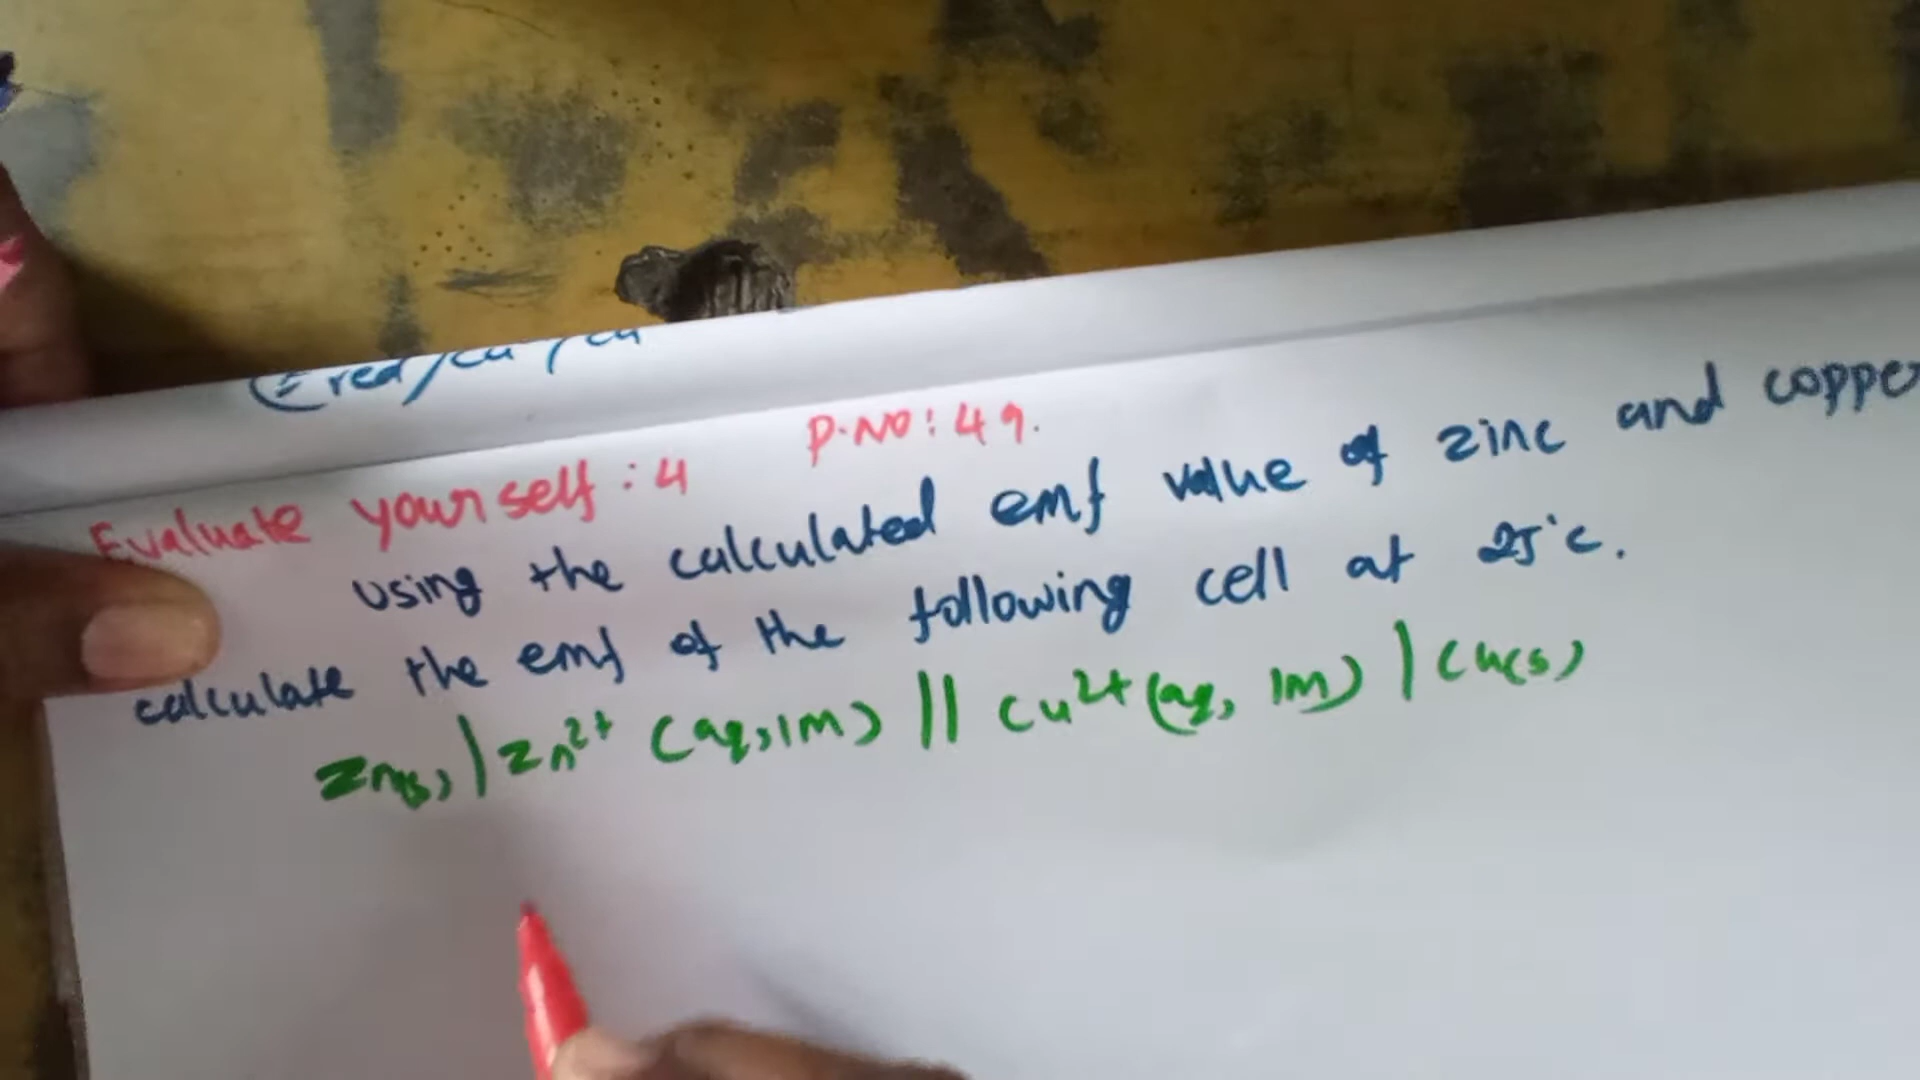 Evaluate yourself : 4 P.NO: 49.
using the calculated emf value of zinc and copper
calculate the emf of the following cell at 25°c.
Zn(s) | Zn²⁺ (aq, 1M) || Cu²⁺ (aq, 1M) | Cu(s)